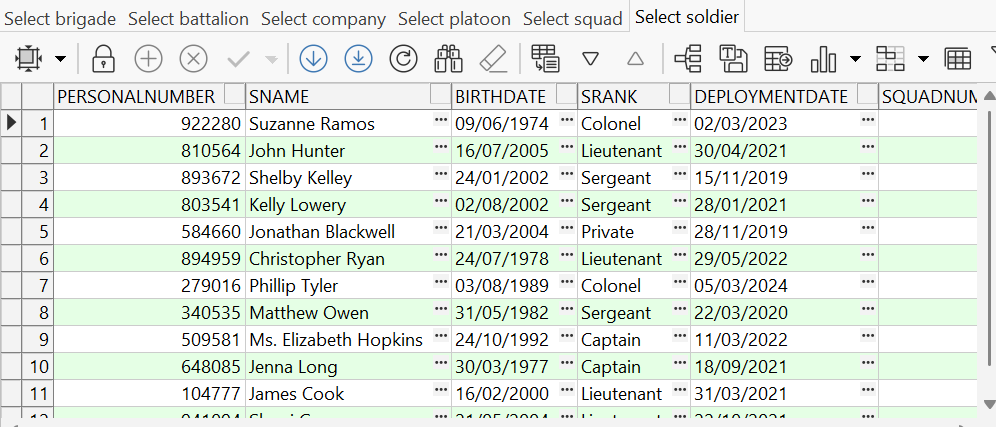 Select brigade Select battalion Select company Select platoon Select squad Select soldier
PERSONALNUMBER SNAME BIRTHDATE SRANK DEPLOYMENTDATE SQUADNUM
1 922280 Suzanne Ramos ... 09/06/1974 ... Colonel ... 02/03/2023 ...
2 810564 John Hunter ... 16/07/2005 ... Lieutenant ... 30/04/2021 ...
3 893672 Shelby Kelley ... 24/01/2002 ... Sergeant ... 15/11/2019 ...
4 803541 Kelly Lowery ... 02/08/2002 ... Sergeant ... 28/01/2021 ...
5 584660 Jonathan Blackwell ... 21/03/2004 ... Private ... 28/11/2019 ...
6 894959 Christopher Ryan ... 24/07/1978 ... Lieutenant ... 29/05/2022 ...
7 279016 Phillip Tyler ... 03/08/1989 ... Colonel ... 05/03/2024 ...
8 340535 Matthew Owen ... 31/05/1982 ... Sergeant ... 22/03/2020 ...
9 509581 Ms. Elizabeth Hopkins ... 24/10/1992 ... Captain ... 11/03/2022 ...
10 648085 Jenna Long ... 30/03/1977 ... Captain ... 18/09/2021 ...
11 104777 James Cook ... 16/02/2000 ... Lieutenant ... 31/03/2021 ...